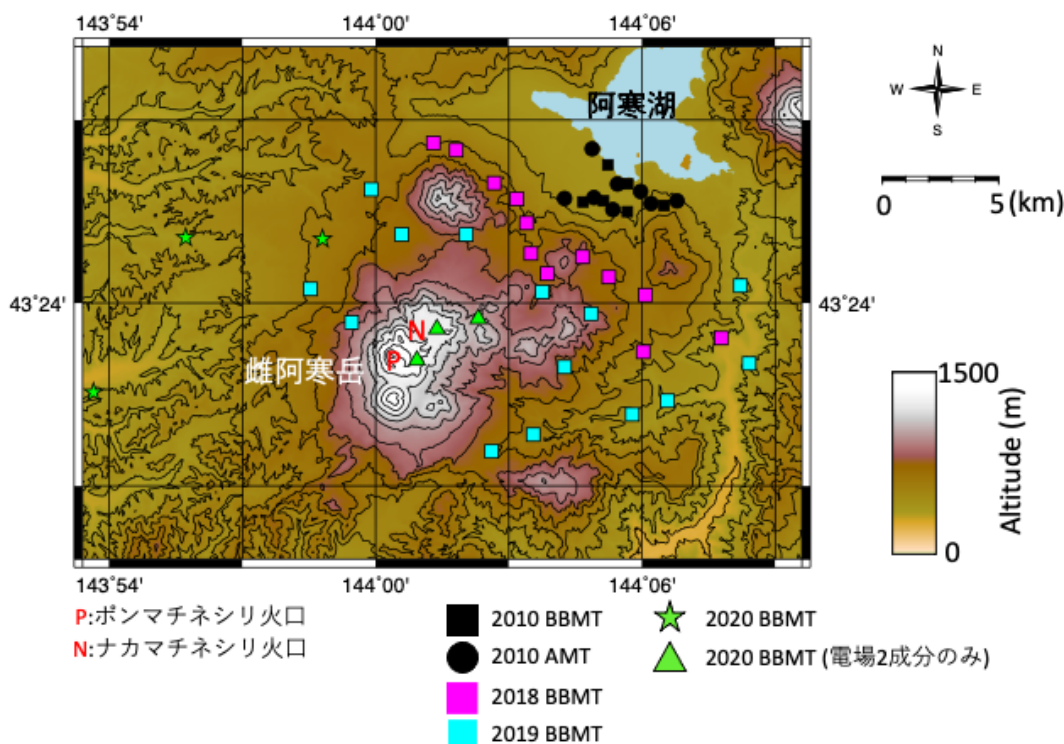 143°54' 144°00' 144°06'
阿寒湖
N
W E
S
0 5 (km)
43°24' 43°24'
N
P
雌阿寒岳
1500
0
Altitude (m)
143°54' 144°00' 144°06'
P:ポンマチネシリ火口
N:ナカマチネシリ火口
2010 BBMT
2010 AMT
2018 BBMT
2019 BBMT
2020 BBMT
2020 BBMT (電場2成分のみ)